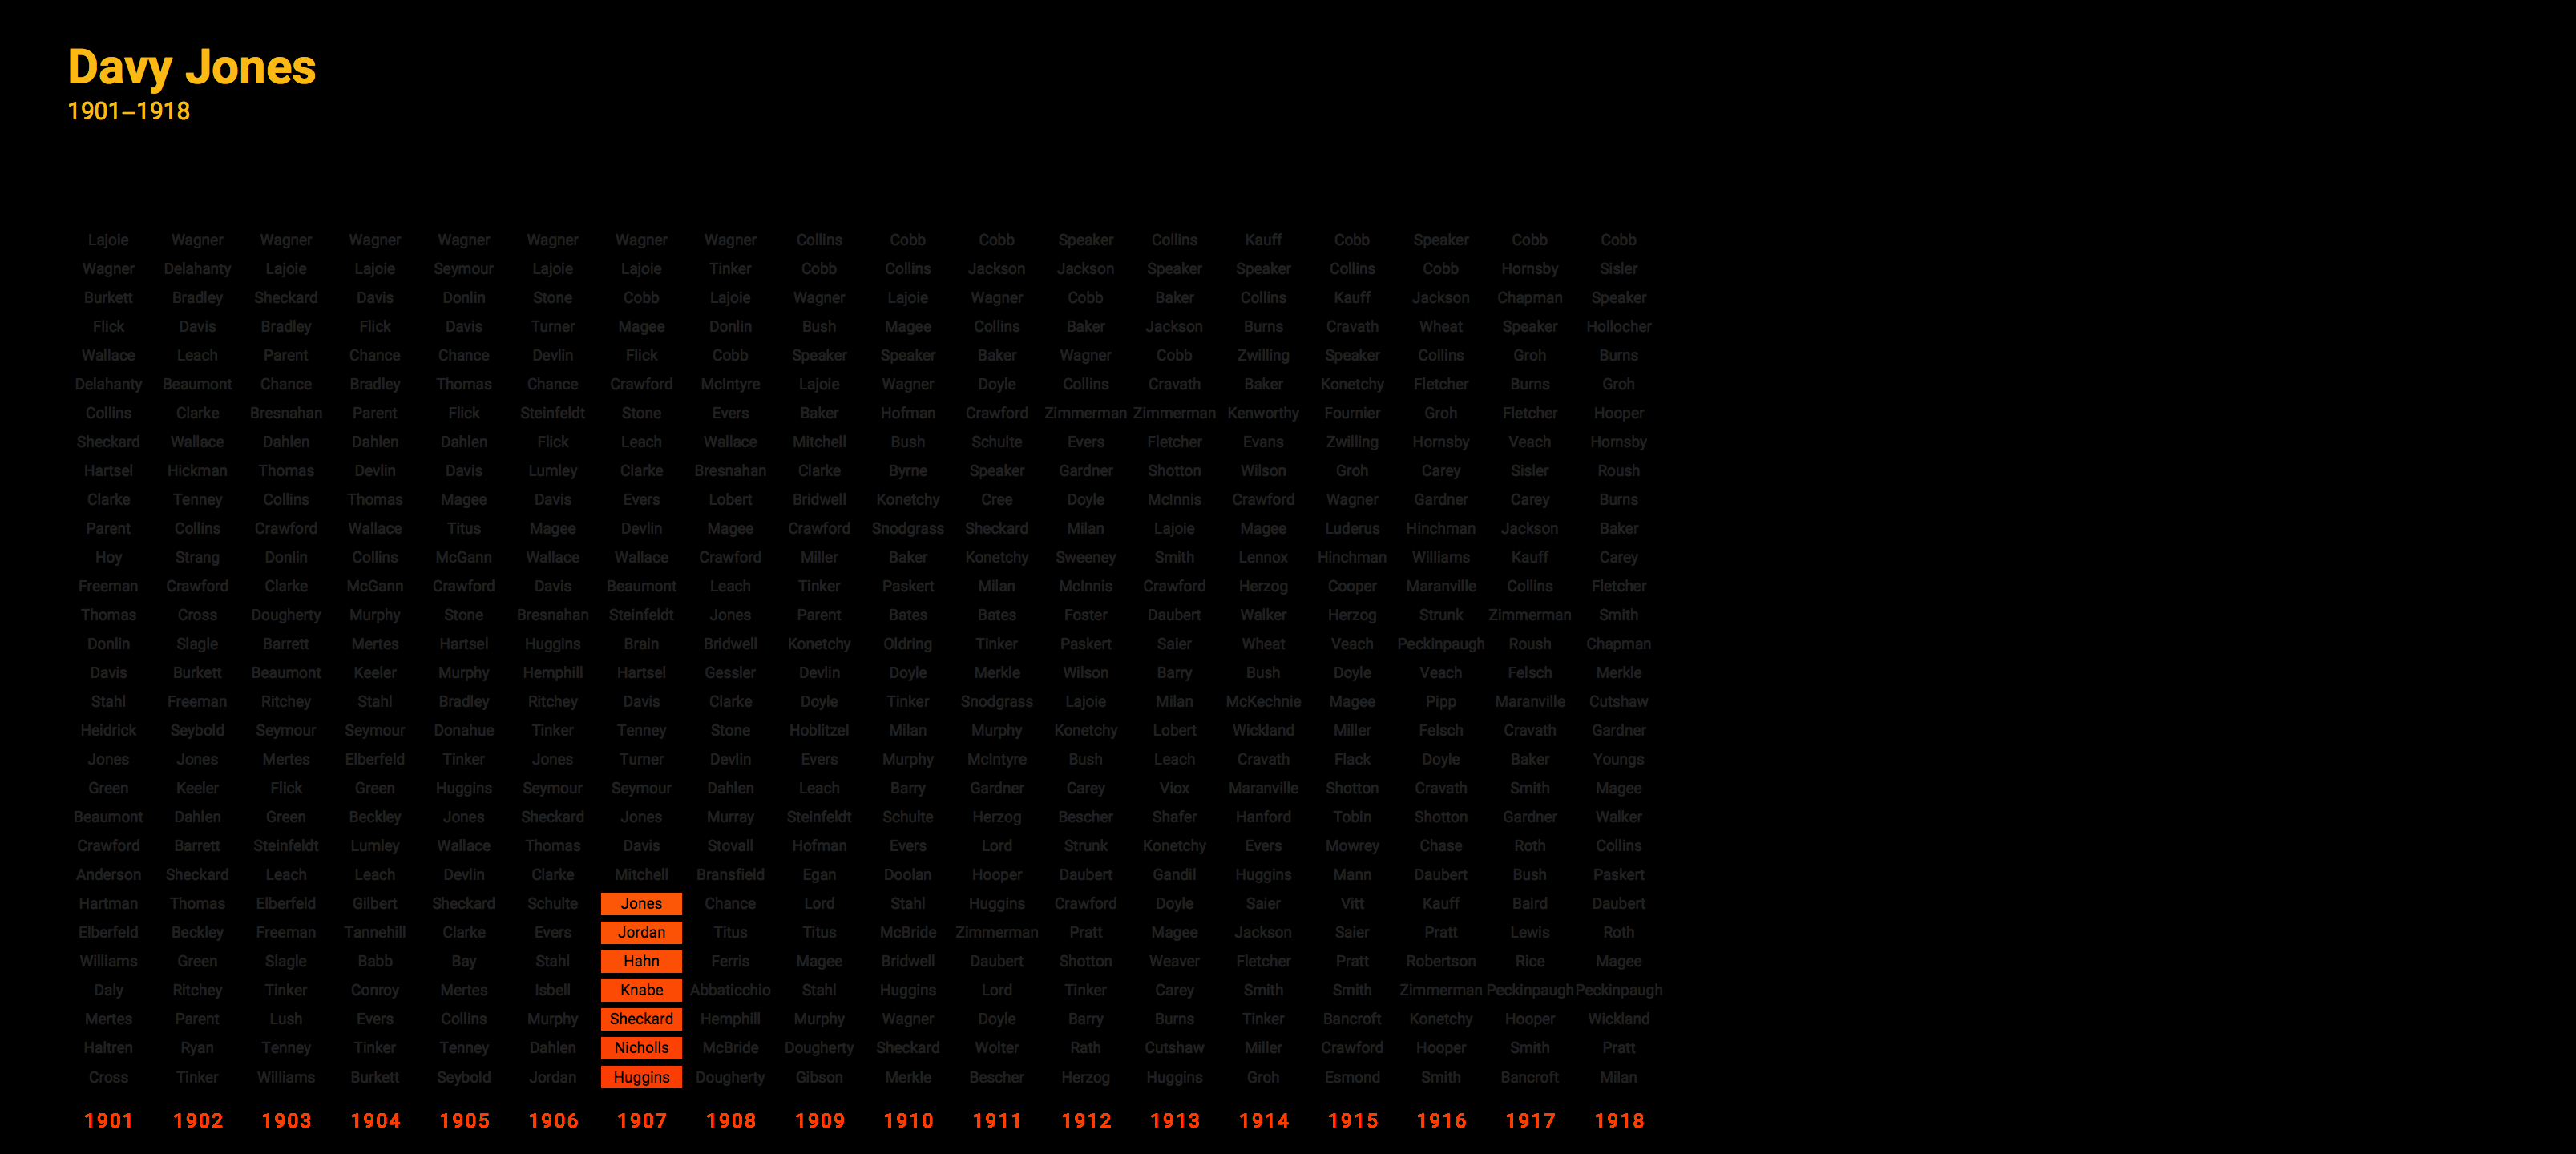 Davy Jones
1901–1918
Lajoie Wagner Wagner Wagner Wagner Wagner Wagner Wagner Collins Cobb Cobb Speaker Collins Kauff Cobb Speaker Cobb Cobb
Wagner Delahanty Lajoie Lajoie Seymour Lajoie Lajoie Tinker Cobb Collins Jackson Jackson Speaker Speaker Collins Cobb Hornsby Sisler
Burkett Bradley Sheckard Davis Donlin Stone Cobb Lajoie Wagner Lajoie Wagner Cobb Baker Collins Kauff Jackson Chapman Speaker
Flick Davis Bradley Flick Davis Turner Magee Donlin Bush Magee Collins Baker Jackson Burns Cravath Wheat Speaker Hollocher
Wallace Leach Parent Chance Chance Devlin Flick Cobb Speaker Speaker Baker Wagner Cobb Zwilling Speaker Collins Groh Burns
Delahanty Beaumont Chance Bradley Thomas Chance Crawford McIntyre Lajoie Wagner Doyle Collins Cravath Baker Konetchy Fletcher Burns Groh
Collins Clarke Bresnahan Parent Flick Steinfeldt Stone Evers Baker Hofman Crawford Zimmerman Zimmerman Kenworthy Fournier Groh Fletcher Hooper
Sheckard Wallace Dahlen Dahlen Dahlen Flick Leach Wallace Mitchell Bush Schulte Evers Fletcher Evans Zwilling Hornsby Veach Hornsby
Hartsel Hickman Thomas Devlin Davis Lumley Clarke Bresnahan Clarke Byrne Speaker Gardner Shotton Wilson Groh Carey Sisler Roush
Clarke Tenney Collins Thomas Magee Davis Evers Lobert Bridwell Konetchy Cree Doyle McInnis Crawford Wagner Gardner Carey Burns
Parent Collins Crawford Wallace Titus Magee Devlin Magee Crawford Snodgrass Sheckard Milan Lajoie Magee Luderus Hinchman Jackson Baker
Hoy Strang Donlin Collins McGann Wallace Wallace Crawford Miller Baker Konetchy Sweeney Smith Lennox Hinchman Williams Kauff Carey
Freeman Crawford Clarke McGann Crawford Davis Beaumont Leach Tinker Paskert Milan McInnis Crawford Herzog Cooper Maranville Collins Fletcher
Thomas Cross Dougherty Murphy Stone Bresnahan Steinfeldt Jones Parent Bates Bates Foster Daubert Walker Herzog Strunk Zimmerman Smith
Donlin Slagle Barrett Mertes Hartsel Huggins Brain Bridwell Konetchy Oldring Tinker Paskert Saier Wheat Veach Peckinpaugh Roush Chapman
Davis Burkett Beaumont Keeler Murphy Hemphill Hartsel Gessler Devlin Doyle Merkle Wilson Barry Bush Doyle Veach Felsch Merkle
Stahl Freeman Ritchey Stahl Bradley Ritchey Davis Clarke Doyle Tinker Snodgrass Lajoie Milan McKechnie Magee Pipp Maranville Cutshaw
Heidrick Seybold Seymour Seymour Donahue Tinker Tenney Stone Hoblitzel Milan Murphy Konetchy Lobert Wickland Miller Felsch Cravath Gardner
Jones Jones Mertes Elberfeld Tinker Jones Turner Devlin Evers Murphy McIntyre Bush Leach Cravath Flack Doyle Baker Youngs
Green Keeler Flick Green Huggins Seymour Seymour Dahlen Leach Barry Gardner Carey Viox Maranville Shotton Cravath Smith Magee
Beaumont Dahlen Green Beckley Jones Sheckard Jones Murray Steinfeldt Schulte Herzog Bescher Shafer Hanford Tobin Shotton Gardner Walker
Crawford Barrett Steinfeldt Lumley Wallace Thomas Davis Stovall Hofman Evers Lord Strunk Konetchy Evers Mowrey Chase Roth Collins
Anderson Sheckard Leach Leach Devlin Clarke Mitchell Bransfield Egan Doolan Hooper Daubert Gandil Huggins Mann Daubert Bush Paskert
Hartman Thomas Elberfeld Gilbert Sheckard Schulte Jones Chance Lord Stahl Huggins Crawford Doyle Saier Vitt Kauff Baird Daubert
Elberfeld Beckley Freeman Tannehill Clarke Evers Jordan Titus Titus McBride Zimmerman Pratt Magee Jackson Saier Pratt Lewis Roth
Williams Green Slagle Babb Bay Stahl Hahn Ferris Magee Bridwell Daubert Shotton Weaver Fletcher Pratt Robertson Rice Magee
Daly Ritchey Tinker Conroy Mertes Isbell Knabe Abbaticchio Stahl Huggins Lord Tinker Carey Smith Smith Zimmerman Peckinpaugh Peckinpaugh
Mertes Parent Lush Evers Collins Murphy Sheckard Hemphill Murphy Wagner Doyle Barry Burns Tinker Bancroft Konetchy Hooper Wickland
Haltren Ryan Tenney Tinker Tenney Dahlen Nicholls McBride Dougherty Sheckard Wolter Rath Cutshaw Miller Crawford Hooper Smith Pratt
Cross Tinker Williams Burkett Seybold Jordan Huggins Dougherty Gibson Merkle Bescher Herzog Huggins Groh Esmond Smith Bancroft Milan
1901 1902 1903 1904 1905 1906 1907 1908 1909 1910 1911 1912 1913 1914 1915 1916 1917 1918